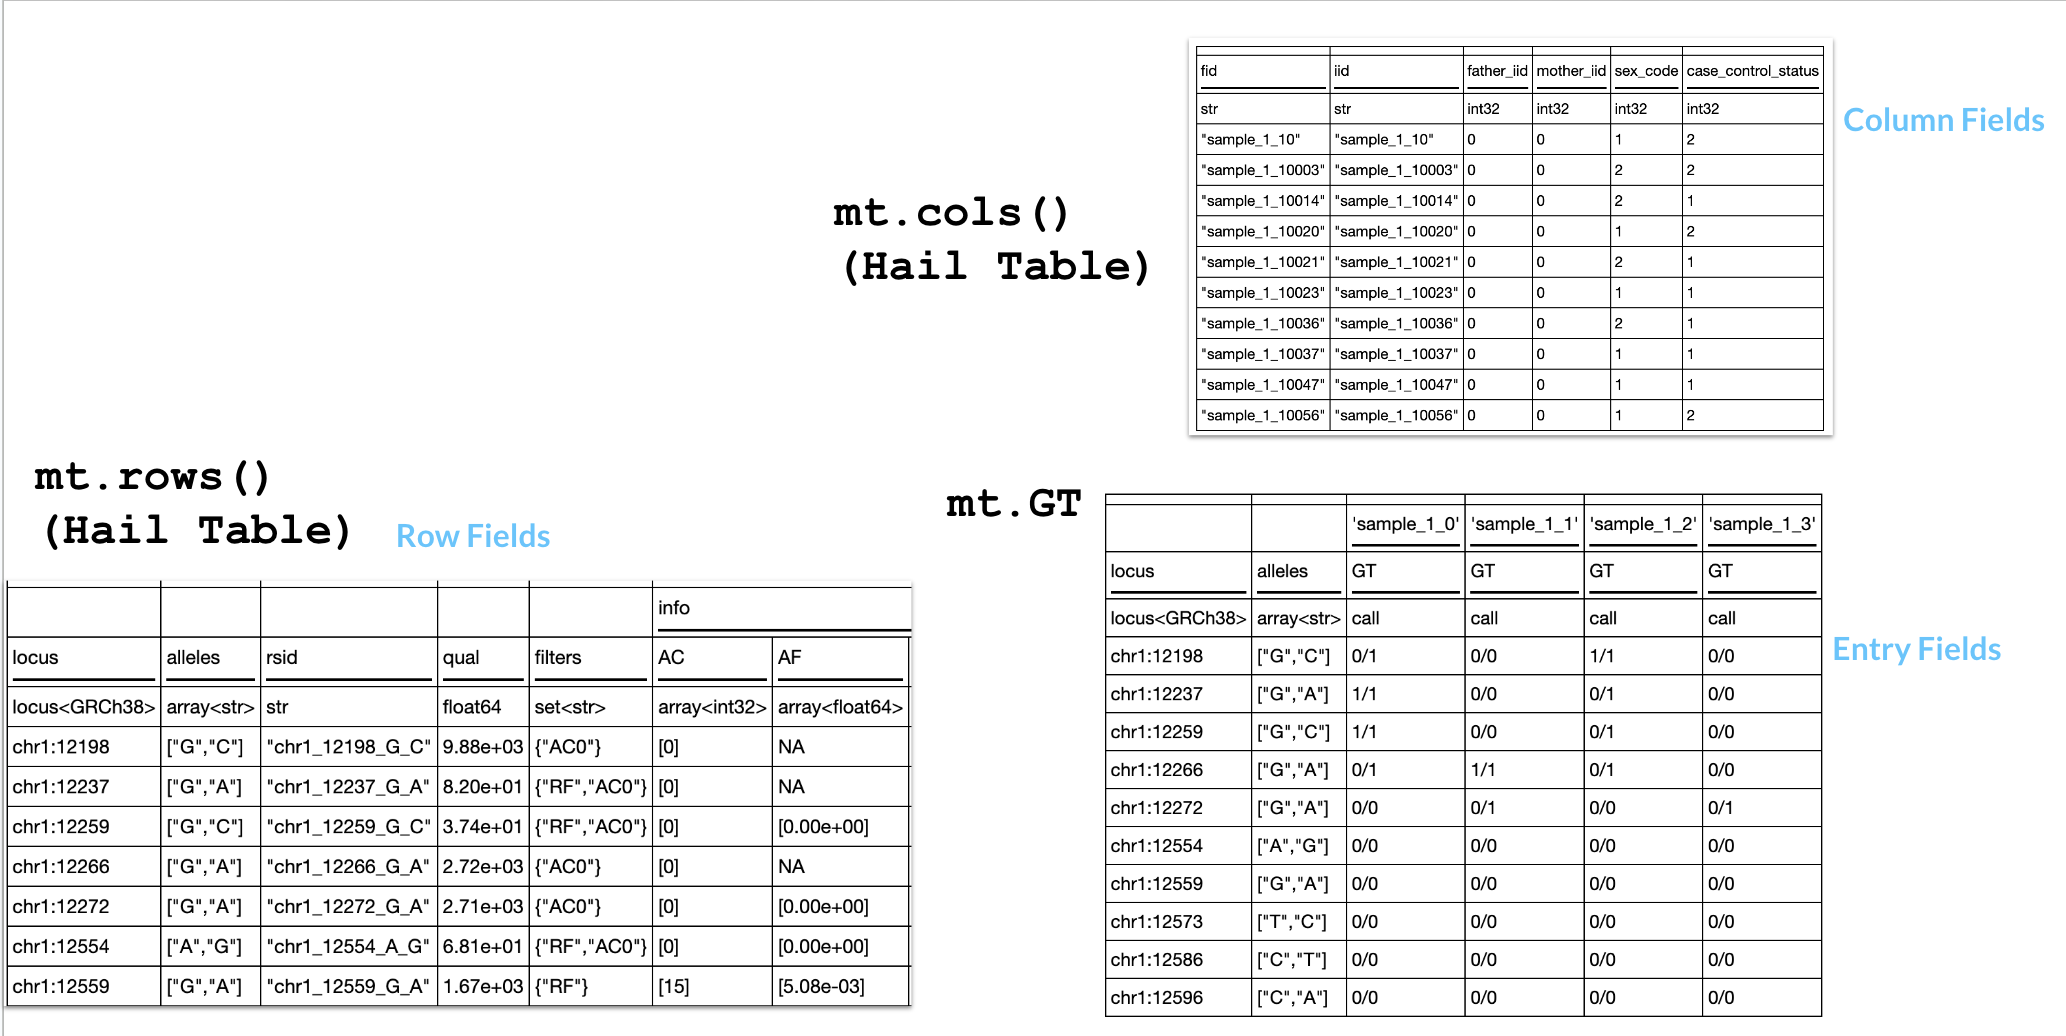 fid iid father_iid mother_iid sex_code case_control_status
str str int32 int32 int32 int32
"sample_1_10" "sample_1_10" 0 0 1 2
"sample_1_10003" "sample_1_10003" 0 0 2 2
"sample_1_10014" "sample_1_10014" 0 0 2 1
"sample_1_10020" "sample_1_10020" 0 0 1 2
"sample_1_10021" "sample_1_10021" 0 0 2 1
"sample_1_10023" "sample_1_10023" 0 0 1 1
"sample_1_10036" "sample_1_10036" 0 0 2 1
"sample_1_10037" "sample_1_10037" 0 0 1 1
"sample_1_10047" "sample_1_10047" 0 0 1 1
"sample_1_10056" "sample_1_10056" 0 0 1 2
Column Fields
mt.cols()
(Hail Table)
mt.rows()
(Hail Table)
Row Fields
info
locus alleles rsid qual filters AC AF
locus<GRCh38> array<str> str float64 set<str> array<int32> array<float64>
chr1:12198 ["G","C"] "chr1_12198_G_C" 9.88e+03 {"AC0"} [0] NA
chr1:12237 ["G","A"] "chr1_12237_G_A" 8.20e+01 {"RF","AC0"} [0] NA
chr1:12259 ["G","C"] "chr1_12259_G_C" 3.74e+01 {"RF","AC0"} [0] [0.00e+00]
chr1:12266 ["G","A"] "chr1_12266_G_A" 2.72e+03 {"AC0"} [0] NA
chr1:12272 ["G","A"] "chr1_12272_G_A" 2.71e+03 {"AC0"} [0] [0.00e+00]
chr1:12554 ["A","G"] "chr1_12554_A_G" 6.81e+01 {"RF","AC0"} [0] [0.00e+00]
chr1:12559 ["G","A"] "chr1_12559_G_A" 1.67e+03 {"RF"} [15] [5.08e-03]
mt.GT
'sample_1_0' 'sample_1_1' 'sample_1_2' 'sample_1_3'
locus alleles GT GT GT GT
locus<GRCh38> array<str> call call call call
chr1:12198 ["G","C"] 0/1 0/0 1/1 0/0
chr1:12237 ["G","A"] 1/1 0/0 0/1 0/0
chr1:12259 ["G","C"] 1/1 0/0 0/1 0/0
chr1:12266 ["G","A"] 0/1 1/1 0/1 0/0
chr1:12272 ["G","A"] 0/0 0/1 0/0 0/1
chr1:12554 ["A","G"] 0/0 0/0 0/0 0/0
chr1:12559 ["G","A"] 0/0 0/0 0/0 0/0
chr1:12573 ["T","C"] 0/0 0/0 0/0 0/0
chr1:12586 ["C","T"] 0/0 0/0 0/0 0/0
chr1:12596 ["C","A"] 0/0 0/0 0/0 0/0
Entry Fields